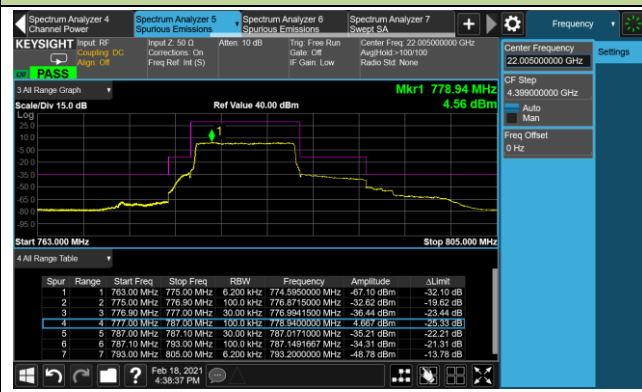 Spectrum Analyzer 4
Channel Power
Spectrum Analyzer 5
Spurious Emissions
Spectrum Analyzer 6
Spurious Emissions
Spectrum Analyzer 7
Swept SA
+
Frequency
KEYSIGHT
Input: RF
Coupling: DC
Align: Off
Input Z: 50 Ω
Corrections: On
Freq Ref: Int (S)
Atten: 10 dB
Trig: Free Run
Gate: Off
IF Gain: Low
Center Freq: 22.005000000 GHz
Avg|Hold:>100/100
Radio Std: None
LXI PASS
Center Frequency
22.005000000 GHz
Settings
CF Step
4.399000000 GHz
Auto
Man
Freq Offset
0 Hz
3 All Range Graph
Mkr1 778.94 MHz
Scale/Div 15.0 dB
Ref Value 40.00 dBm
4.56 dBm
Log
25.0
10.0
-5.00
-20.0
-35.0
-50.0
-65.0
-80.0
-95.0
1
Start 763.000 MHz
Stop 805.000 MHz
4 All Range Table
Spur Range Start Freq Stop Freq RBW Frequency Amplitude ΔLimit
1 1 763.00 MHz 775.00 MHz 6.200 kHz 774.5950000 MHz -67.10 dBm -32.10 dB
2 2 775.00 MHz 776.90 MHz 100.0 kHz 776.8715000 MHz -32.62 dBm -19.62 dB
3 3 776.90 MHz 777.00 MHz 30.00 kHz 776.9941500 MHz -36.44 dBm -23.44 dB
4 4 777.00 MHz 787.00 MHz 100.0 kHz 778.9400000 MHz 4.667 dBm -25.33 dB
5 5 787.00 MHz 787.10 MHz 30.00 kHz 787.0171000 MHz -35.21 dBm -22.21 dB
6 6 787.10 MHz 793.00 MHz 100.0 kHz 787.1491667 MHz -34.31 dBm -21.31 dB
7 7 793.00 MHz 805.00 MHz 6.200 kHz 793.2000000 MHz -48.78 dBm -13.78 dB
?
Feb 18, 2021
4:38:37 PM